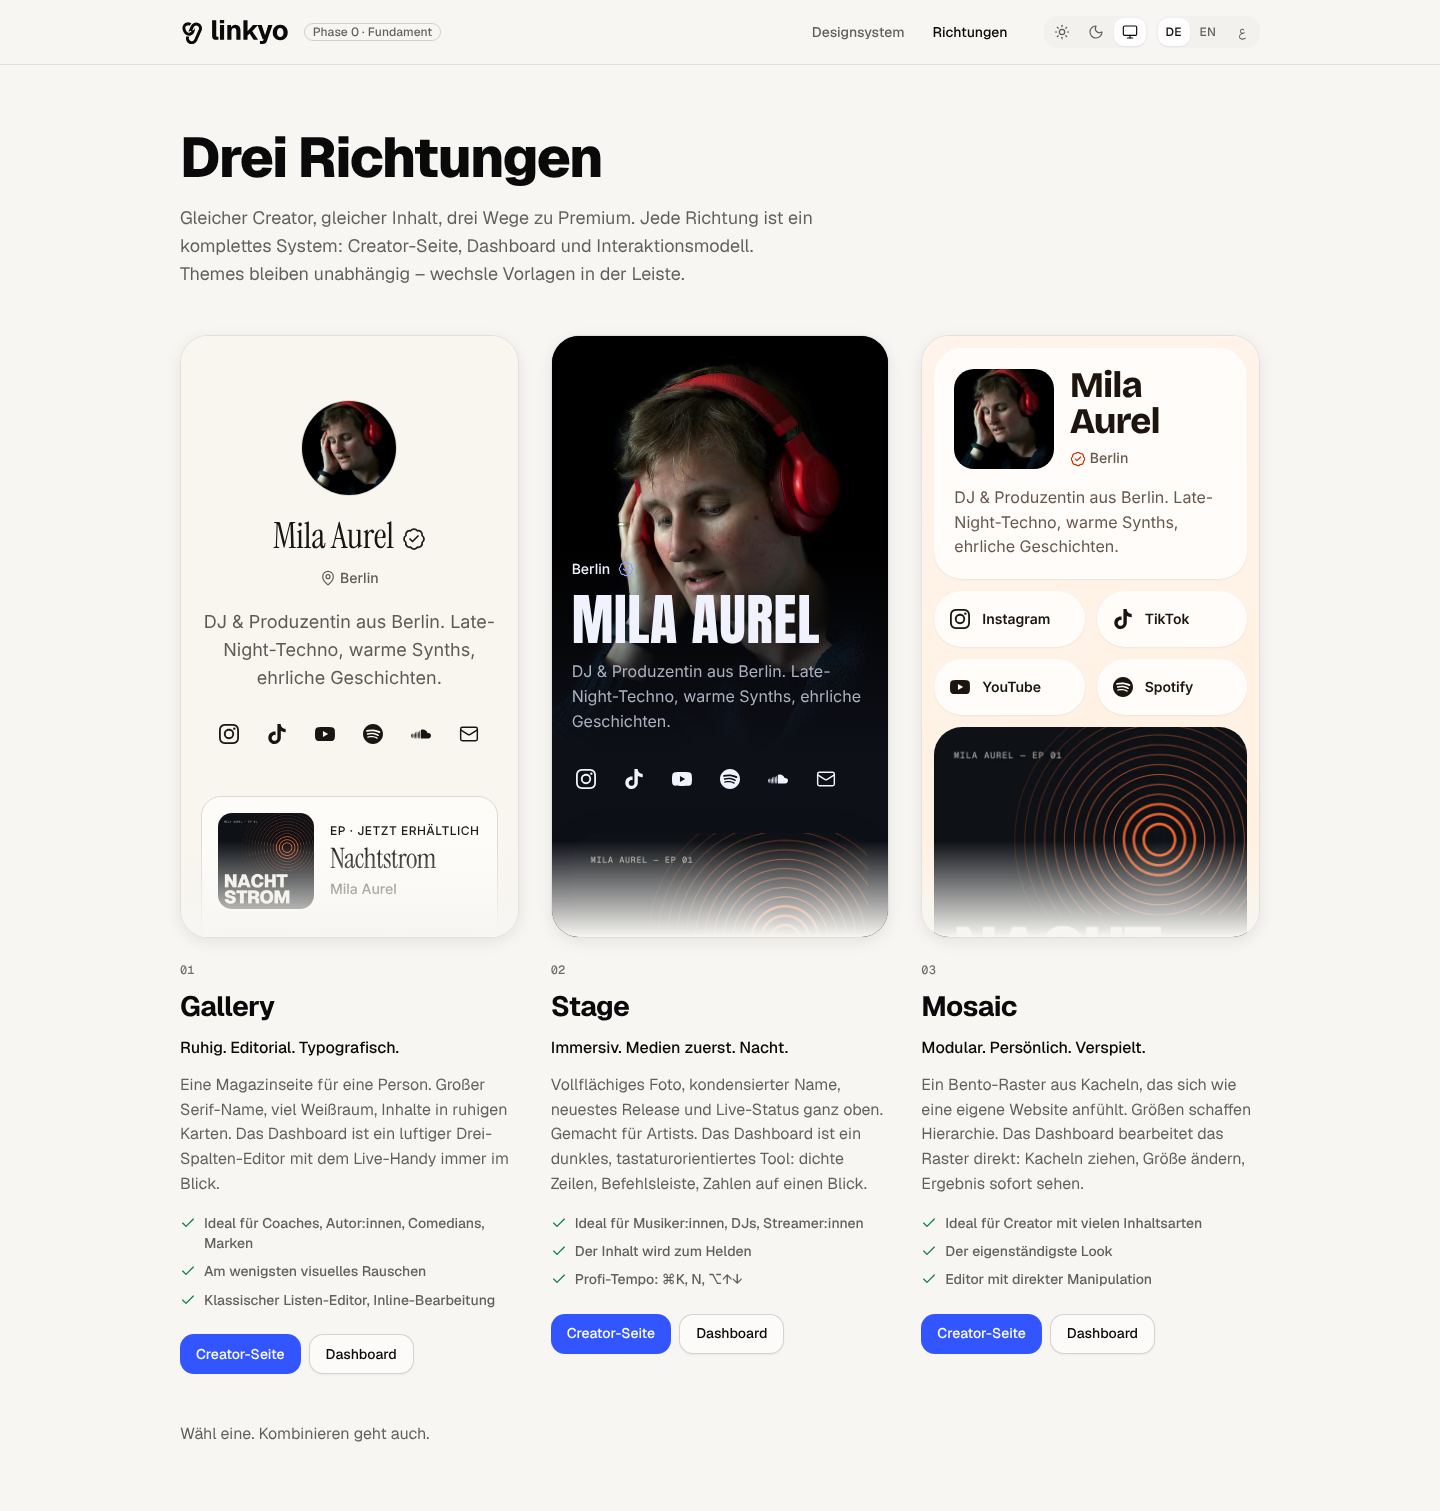 linkyo
Phase 0 · Fundament
Designsystem
Richtungen
DE
EN
ع
Drei Richtungen
Gleicher Creator, gleicher Inhalt, drei Wege zu Premium. Jede Richtung ist ein
komplettes System: Creator-Seite, Dashboard und Interaktionsmodell.
Themes bleiben unabhängig – wechsle Vorlagen in der Leiste.
Mila Aurel
Berlin
DJ & Produzentin aus Berlin. Late-
Night-Techno, warme Synths,
ehrliche Geschichten.
MILA AUREL – EP 01
NACHT
STROM
EP · JETZT ERHÄLTLICH
Nachtstrom
Mila Aurel
Berlin
MILA AUREL
DJ & Produzentin aus Berlin. Late-
Night-Techno, warme Synths, ehrliche
Geschichten.
MILA AUREL – EP 01
Mila
Aurel
Berlin
DJ & Produzentin aus Berlin. Late-
Night-Techno, warme Synths,
ehrliche Geschichten.
Instagram
TikTok
YouTube
Spotify
MILA AUREL – EP 01
NACHT
01
Gallery
Ruhig. Editorial. Typografisch.
Eine Magazinseite für eine Person. Großer
Serif-Name, viel Weißraum, Inhalte in ruhigen
Karten. Das Dashboard ist ein luftiger Drei-
Spalten-Editor mit dem Live-Handy immer im
Blick.
Ideal für Coaches, Autor:innen, Comedians,
Marken
Am wenigsten visuelles Rauschen
Klassischer Listen-Editor, Inline-Bearbeitung
Creator-Seite
Dashboard
02
Stage
Immersiv. Medien zuerst. Nacht.
Vollflächiges Foto, kondensierter Name,
neuestes Release und Live-Status ganz oben.
Gemacht für Artists. Das Dashboard ist ein
dunkles, tastaturorientiertes Tool: dichte
Zeilen, Befehlsleiste, Zahlen auf einen Blick.
Ideal für Musiker:innen, DJs, Streamer:innen
Der Inhalt wird zum Helden
Profi-Tempo: ⌘K, N, ⌥↑↓
Creator-Seite
Dashboard
03
Mosaic
Modular. Persönlich. Verspielt.
Ein Bento-Raster aus Kacheln, das sich wie
eine eigene Website anfühlt. Größen schaffen
Hierarchie. Das Dashboard bearbeitet das
Raster direkt: Kacheln ziehen, Größe ändern,
Ergebnis sofort sehen.
Ideal für Creator mit vielen Inhaltsarten
Der eigenständigste Look
Editor mit direkter Manipulation
Creator-Seite
Dashboard
Wähl eine. Kombinieren geht auch.